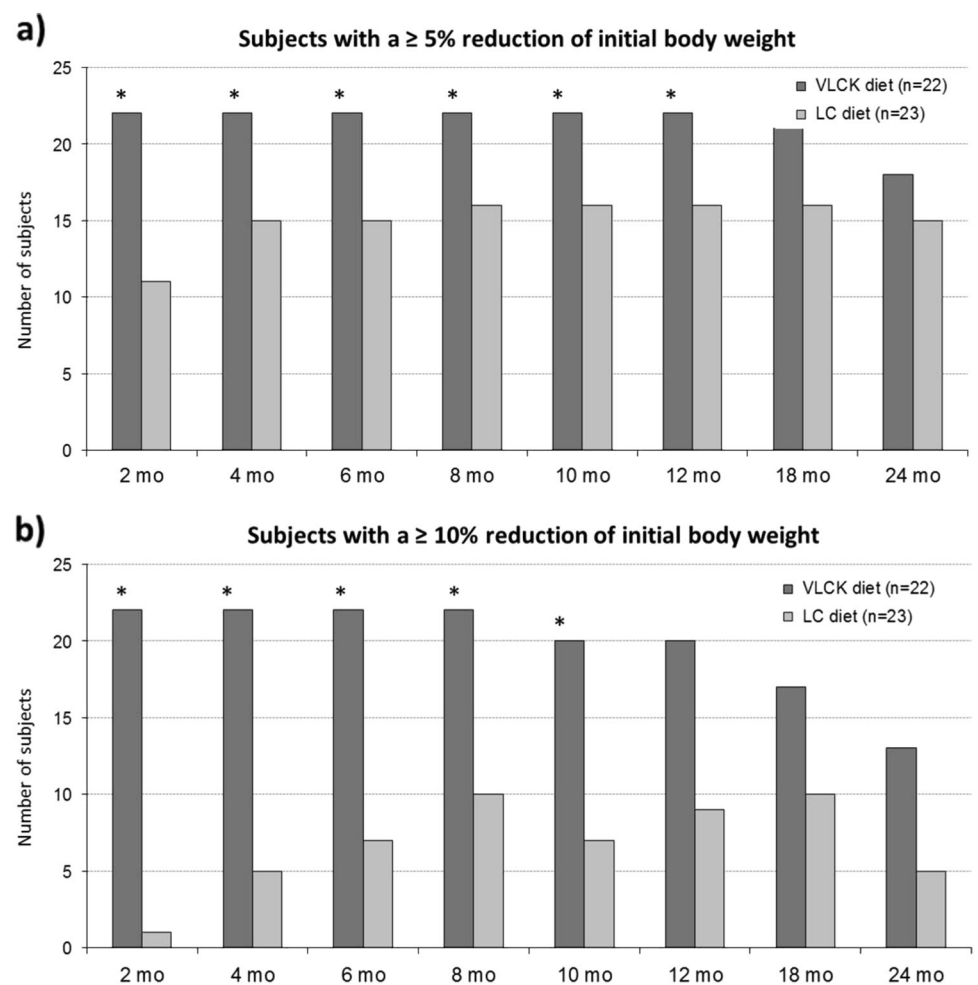 a)
Subjects with a ≥ 5% reduction of initial body weight
25
20
15
10
5
0
Number of subjects
* * * * * *
VLCK diet (n=22)
LC diet (n=23)
2 mo 4 mo 6 mo 8 mo 10 mo 12 mo 18 mo 24 mo
b)
Subjects with a ≥ 10% reduction of initial body weight
25
20
15
10
5
0
Number of subjects
* * * * *
VLCK diet (n=22)
LC diet (n=23)
2 mo 4 mo 6 mo 8 mo 10 mo 12 mo 18 mo 24 mo